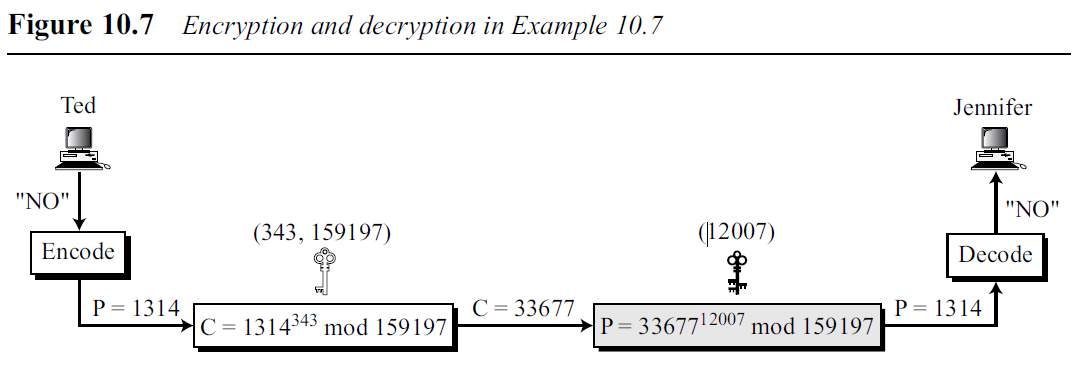 Figure 10.7 Encryption and decryption in Example 10.7
Ted
Jennifer
"NO"
"NO"
(343, 159197)
(12007)
Encode
Decode
P = 1314
C = 33677
P = 1314
C = 1314³⁴³ mod 159197
P = 33677¹²⁰⁰⁷ mod 159197